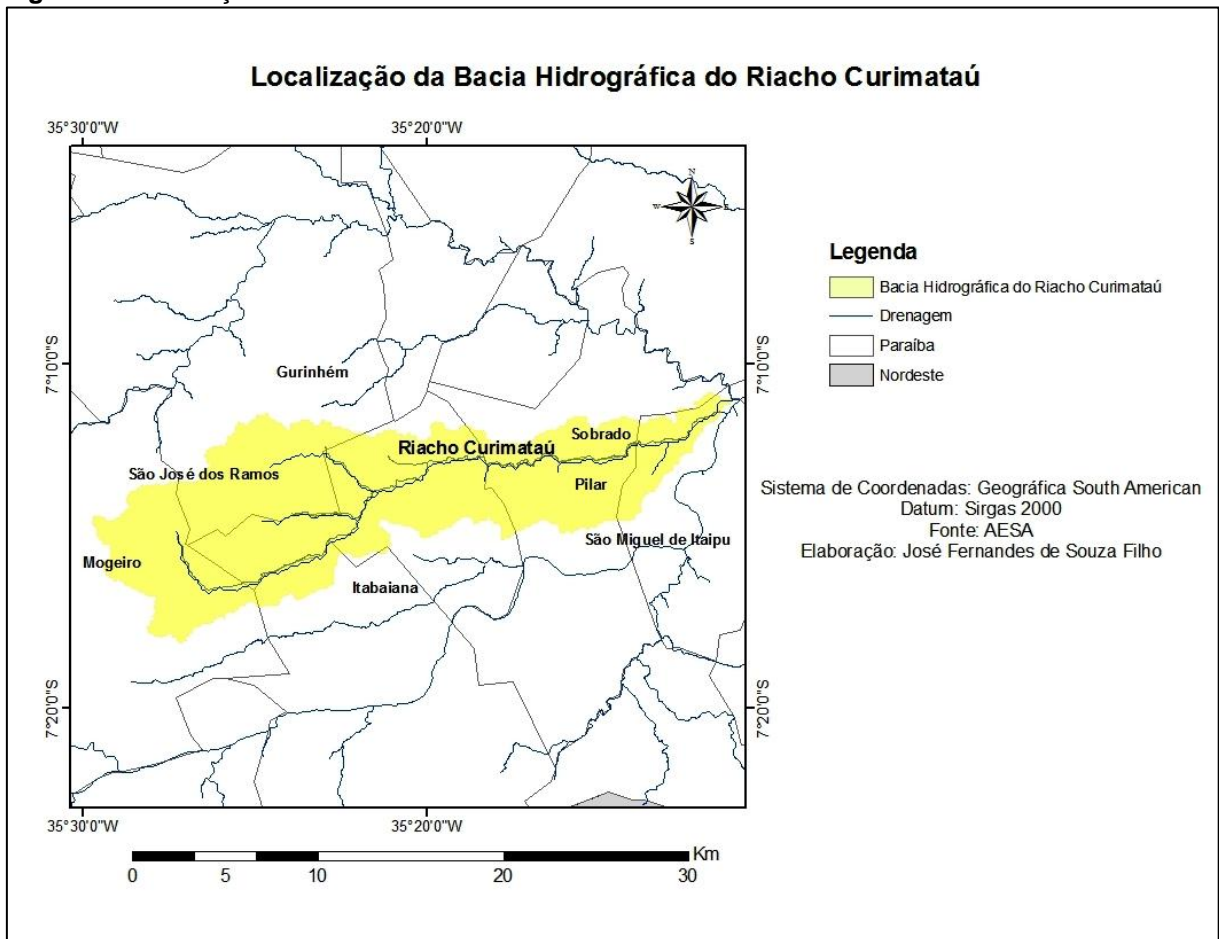 Localização da Bacia Hidrográfica do Riacho Curimataú
35°30'0"W 35°20'0"W
N
W E
S
Legenda
Bacia Hidrográfica do Riacho Curimataú
Drenagem
Paraíba
Nordeste
7°10'0"S 7°10'0"S
Gurinhém
Sobrado
Riacho Curimataú
São José dos Ramos
Pilar
Sistema de Coordenadas: Geográfica South American
Datum: Sirgas 2000
Fonte: AESA
Elaboração: José Fernandes de Souza Filho
São Miguel de Itaipu
Mogeiro
Itabaiana
7°20'0"S 7°20'0"S
35°30'0"W 35°20'0"W
Km
0 5 10 20 30